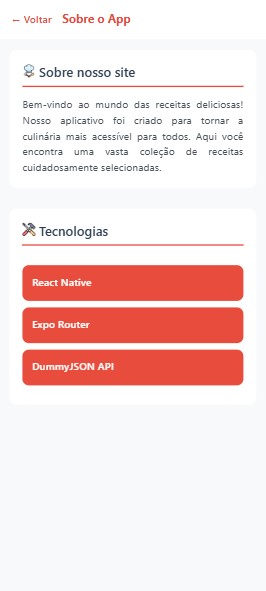 ← Voltar Sobre o App
Sobre nosso site
Bem-vindo ao mundo das receitas deliciosas!
Nosso aplicativo foi criado para tornar a
culinária mais acessível para todos. Aqui você
encontra uma vasta coleção de receitas
cuidadosamente selecionadas.
Tecnologias
React Native
Expo Router
DummyJSON API